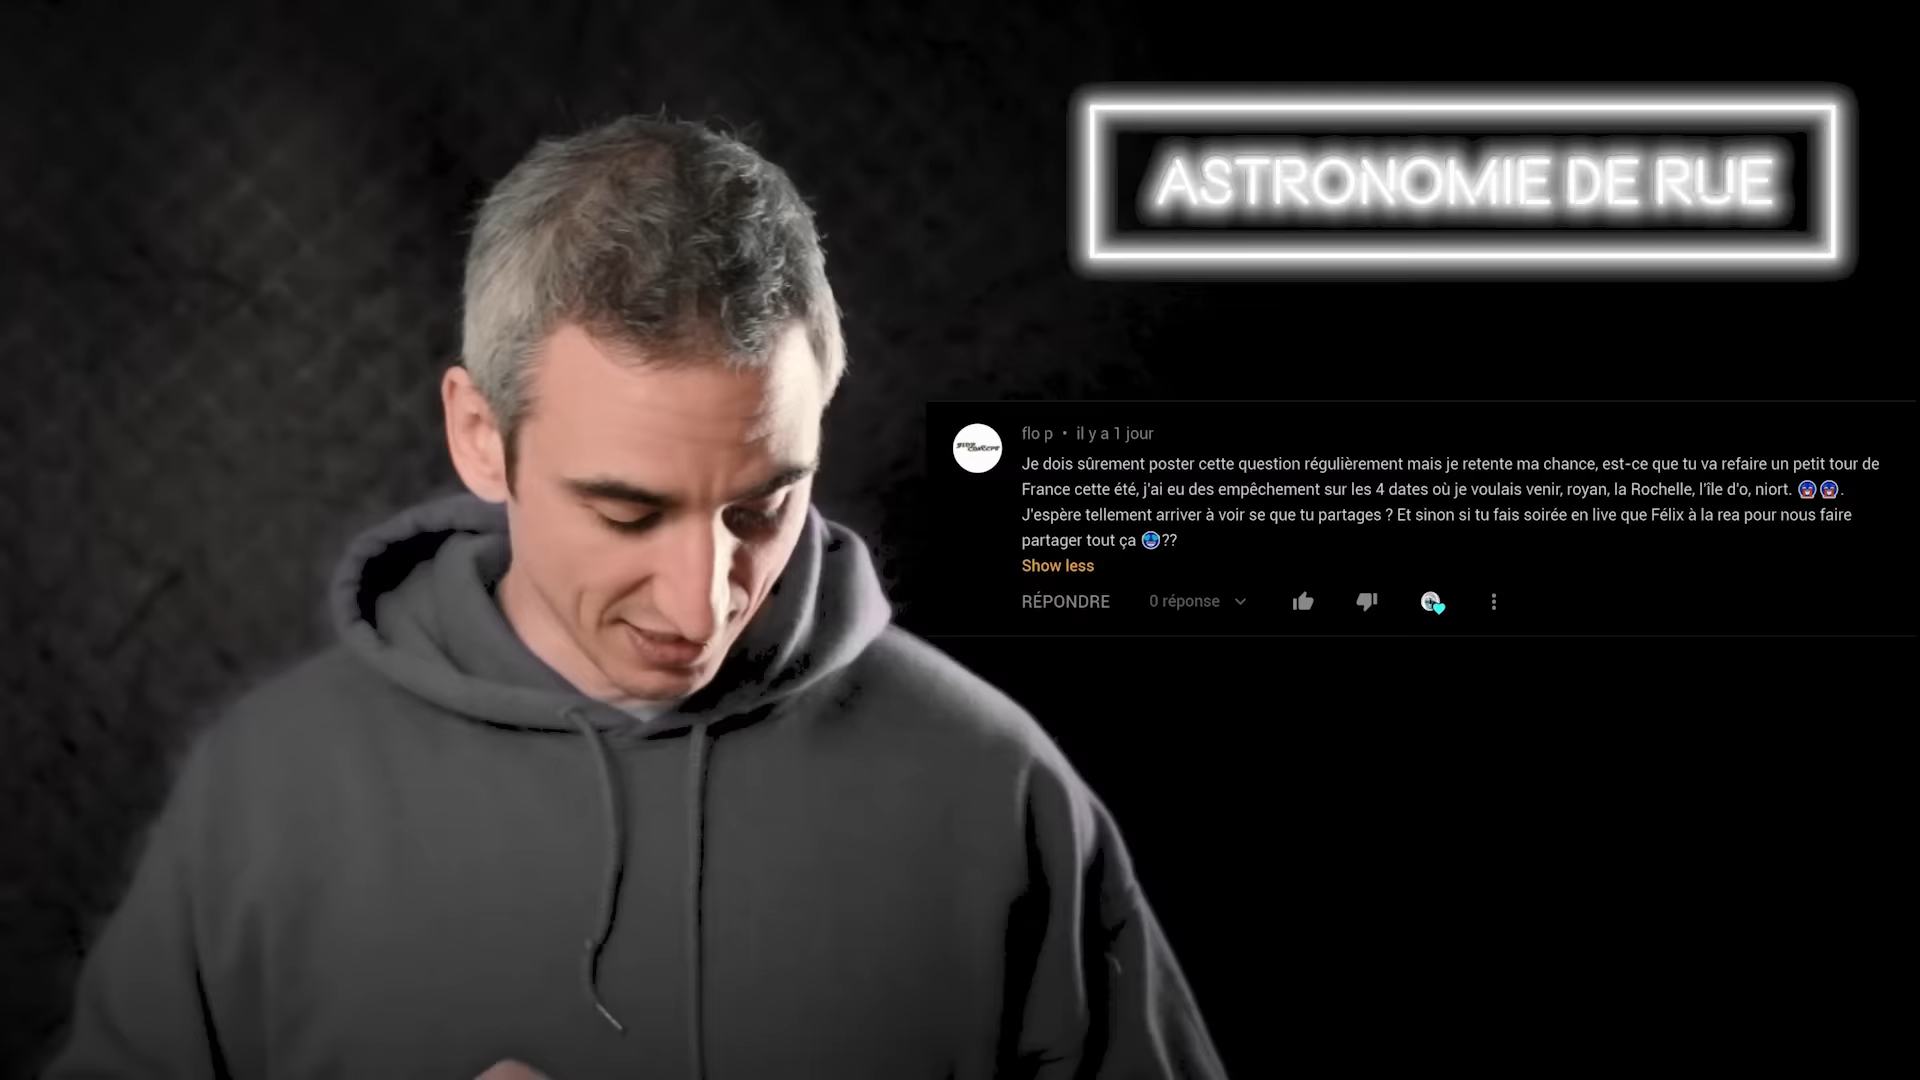 ASTRONOMIE DE RUE
flo p • il y a 1 jour
Je dois sûrement poster cette question régulièrement mais je retente ma chance, est-ce que tu va refaire un petit tour de
France cette été, j'ai eu des empêchement sur les 4 dates où je voulais venir, royan, la Rochelle, l'île d'o, niort.
J'espère tellement arriver à voir se que tu partages ? Et sinon si tu fais soirée en live que Félix à la rea pour nous faire
partager tout ça ??
Show less
RÉPONDRE 0 réponse